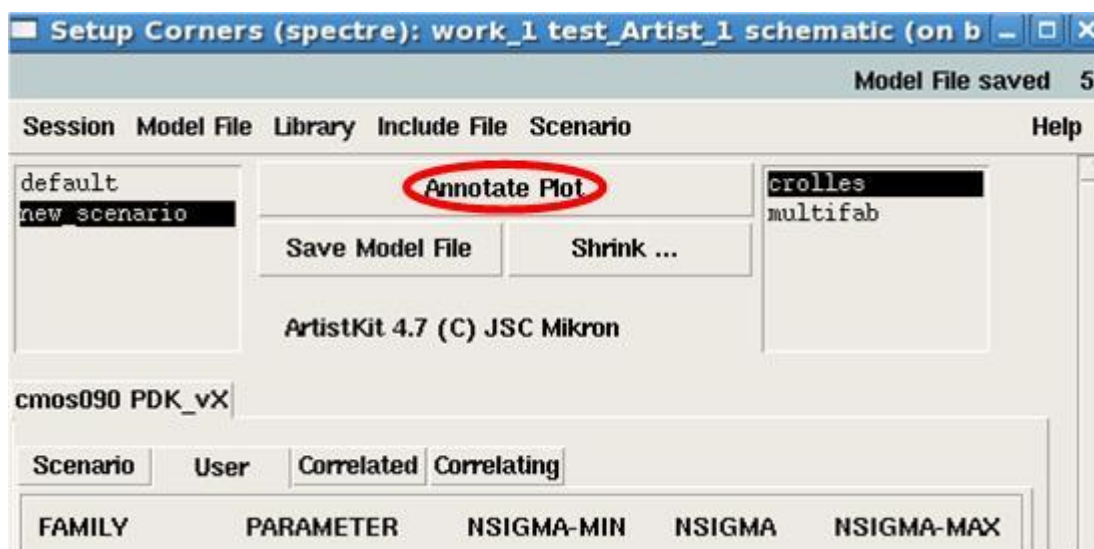 Setup Corners (spectre): work_1 test_Artist_1 schematic (on b
Model File saved 5
Session Model File Library Include File Scenario Help
default
new_scenario
Annotate Plot
Save Model File Shrink ...
ArtistKit 4.7 (C) JSC Mikron
crolles
multifab
cmos090 PDK_vX
Scenario User Correlated Correlating
FAMILY PARAMETER NSIGMA-MIN NSIGMA NSIGMA-MAX